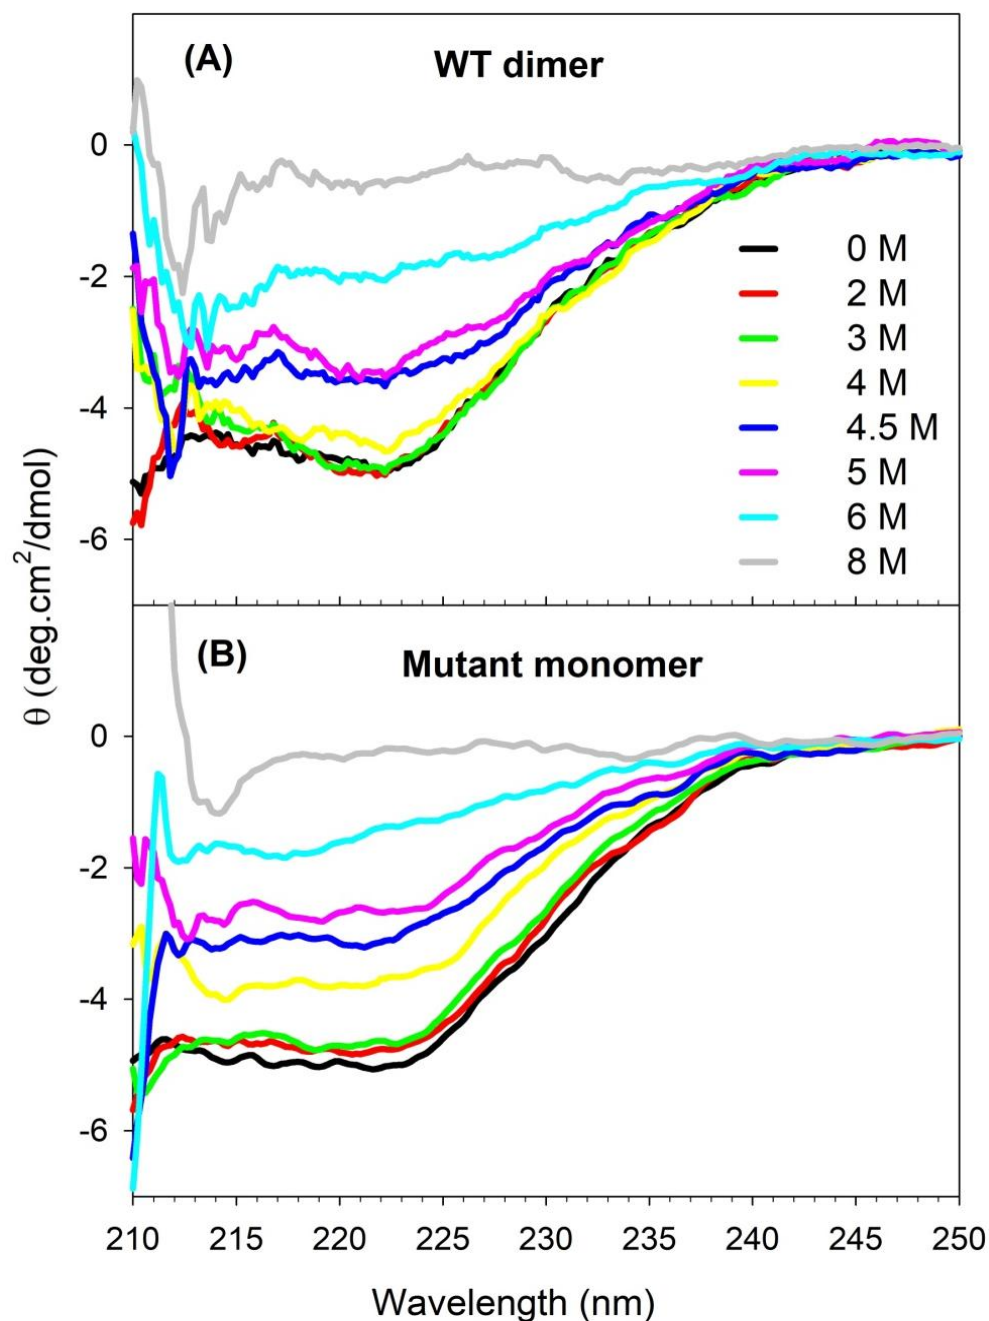 (A)
WT dimer
0
-2
-4
-6
0 M
2 M
3 M
4 M
4.5 M
5 M
6 M
8 M
θ (deg.cm²/dmol)
(B)
Mutant monomer
0
-2
-4
-6
210 215 220 225 230 235 240 245 250
Wavelength (nm)